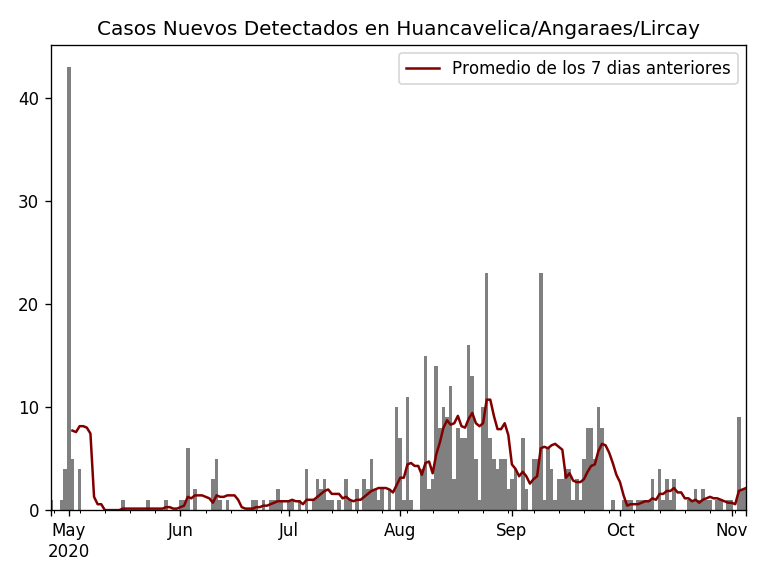 Casos Nuevos Detectados en Huancavelica/Angaraes/Lircay
Promedio de los 7 dias anteriores
40
30
20
10
0
May Jun Jul Aug Sep Oct Nov
2020